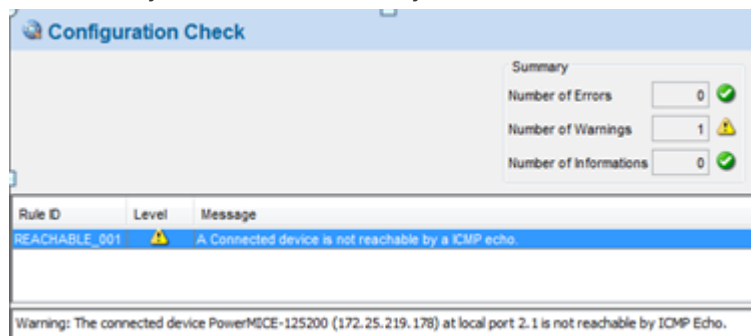 Configuration Check
Summary
Number of Errors 0
Number of Warnings 1
Number of Informations 0
Rule ID Level Message
REACHABLE_001 A Connected device is not reachable by a ICMP echo.
Warning: The connected device PowerMICE-125200 (172.25.219.178) at local port 2.1 is not reachable by ICMP Echo.